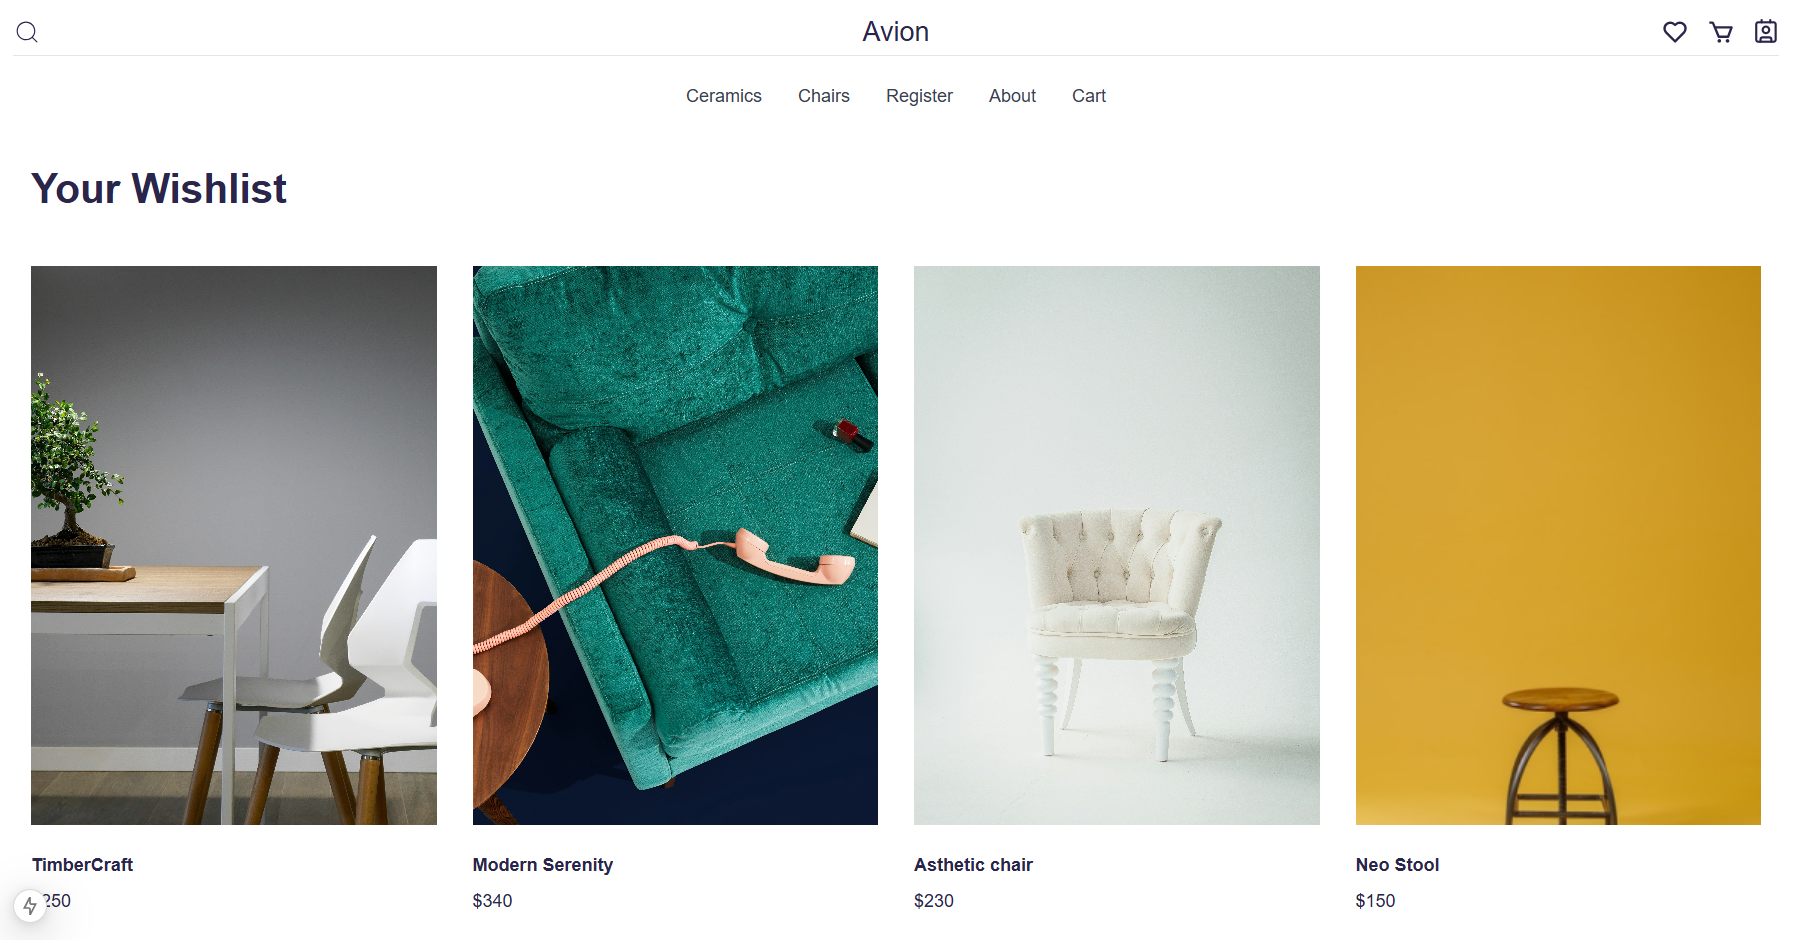 Avion
Ceramics Chairs Register About Cart
Your Wishlist
TimberCraft
250
Modern Serenity
$340
Asthetic chair
$230
Neo Stool
$150